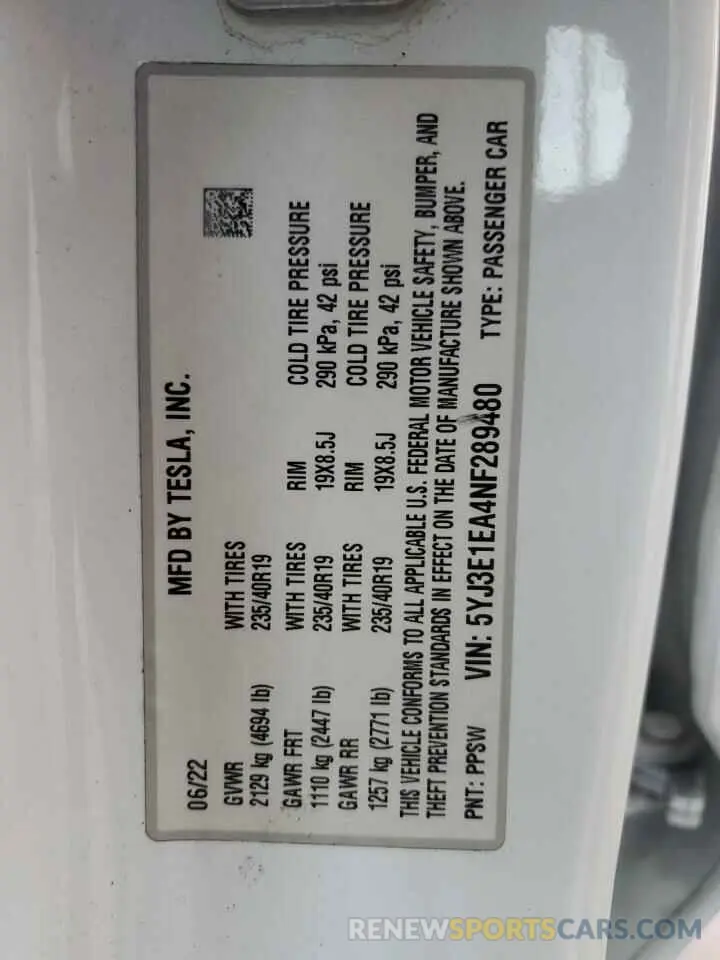 MFD BY TESLA, INC.
06/22
GVWR WITH TIRES
2129 kg (4694 lb) 235/40R19
GAWR FRT WITH TIRES RIM COLD TIRE PRESSURE
1110 kg (2447 lb) 235/40R19 19X8.5J 290 kPa, 42 psi
GAWR RR WITH TIRES RIM COLD TIRE PRESSURE
1257 kg (2771 lb) 235/40R19 19X8.5J 290 kPa, 42 psi
THIS VEHICLE CONFORMS TO ALL APPLICABLE U.S. FEDERAL MOTOR VEHICLE SAFETY, BUMPER, AND
THEFT PREVENTION STANDARDS IN EFFECT ON THE DATE OF MANUFACTURE SHOWN ABOVE.
PNT: PPSW VIN: 5YJ3E1EA4NF289480 TYPE: PASSENGER CAR
RENEWSPORTSCARS.COM